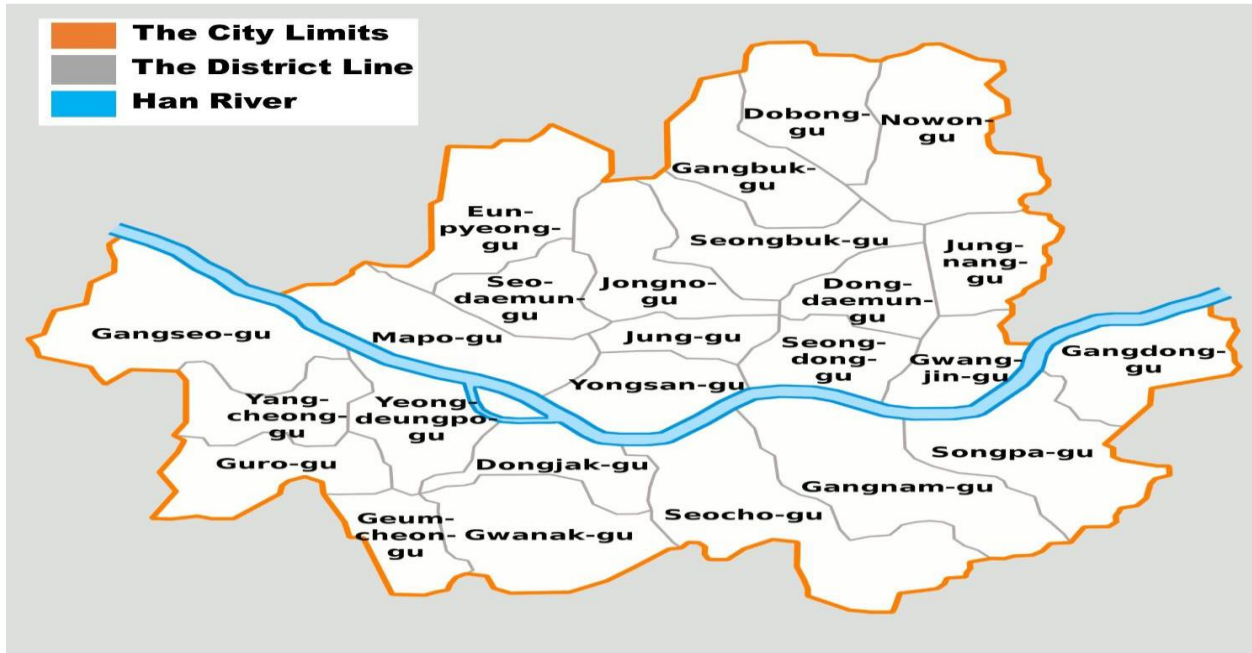 The City Limits
The District Line
Han River
Dobong-
gu
Nowon-
gu
Gangbuk-
gu
Eun-
pyeong-
gu
Seongbuk-gu
Jung-
nang-
gu
Seo-
daemun-
gu
Jongno-
gu
Dong-
daemun-
gu
Gangseo-gu
Mapo-gu
Jung-gu
Seong-
dong-
gu
Gwang-
jin-gu
Gangdong-
gu
Yang-
cheong-
gu
Yeong-
deungpo-
gu
Yongsan-gu
Guro-gu
Dongjak-gu
Songpa-gu
Gangnam-gu
Geum-
cheon-
gu
Gwanak-gu
Seocho-gu